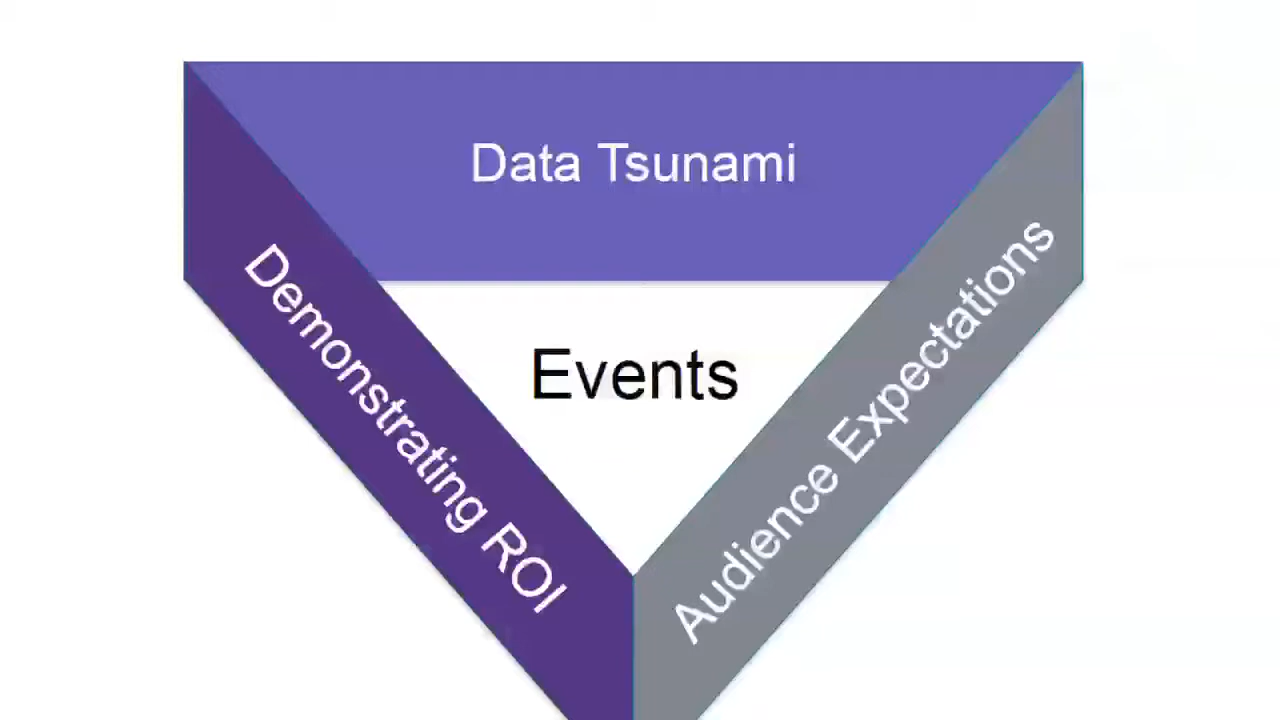 Data Tsunami
Demonstrating ROI
Events
Audience Expectations